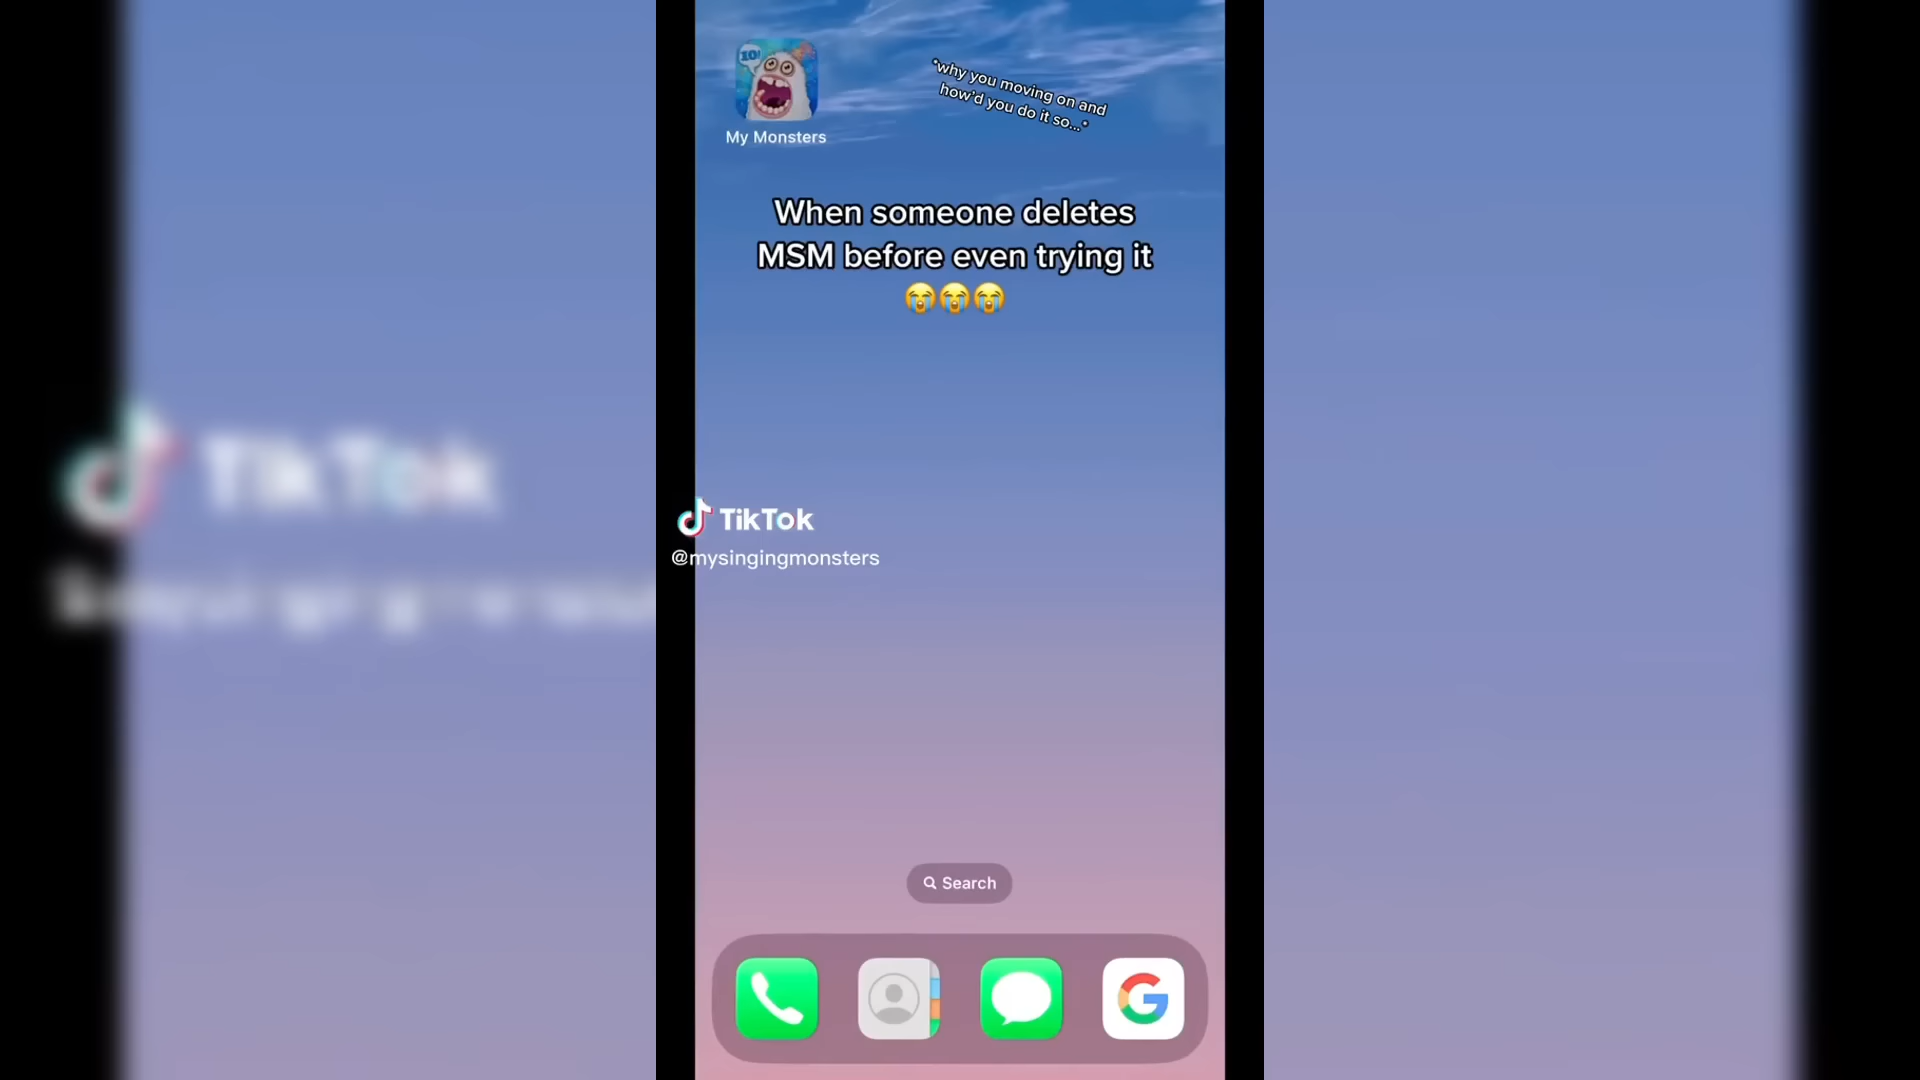 10!
My Monsters
*why you moving on and
how'd you do it so...*
When someone deletes
MSM before even trying it
😭😭😭
TikTok
TikTok
@mysingingmonsters
Search